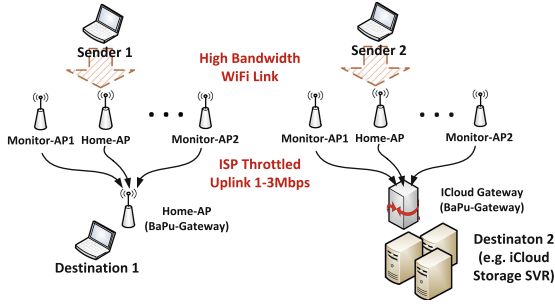 Sender 1
Sender 2
High Bandwidth
WiFi Link
Monitor-AP1 Home-AP Monitor-AP2
Monitor-AP1 Home-AP Monitor-AP2
ISP Throttled
Uplink 1-3Mbps
Home-AP
(BaPu-Gateway)
ICloud Gateway
(BaPu-Gateway)
Destination 1
Destinaton 2
(e.g. iCloud
Storage SVR)